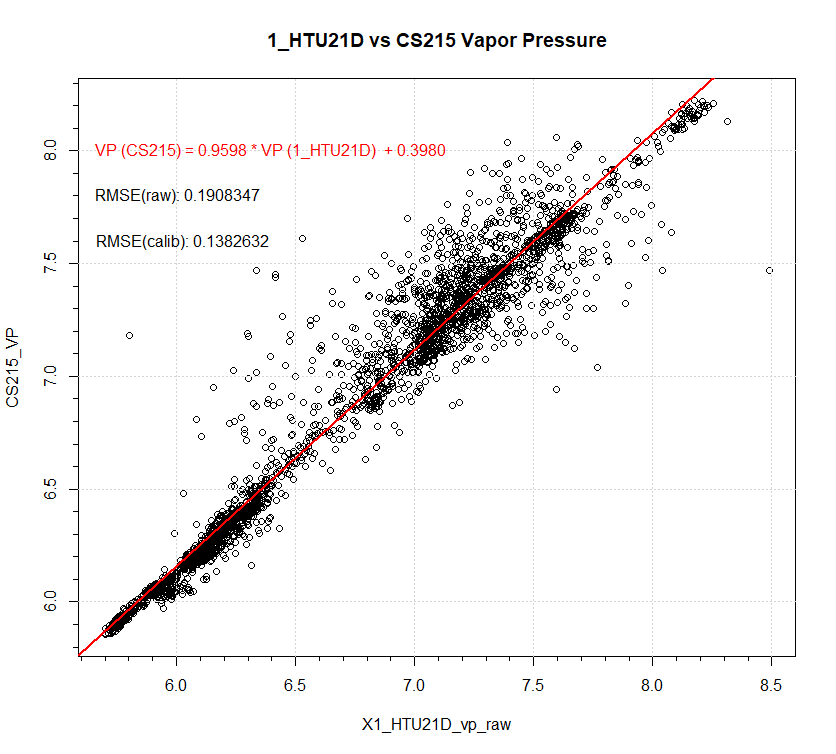 1_HTU21D vs CS215 Vapor Pressure
VP (CS215) = 0.9598 * VP (1_HTU21D) + 0.3980
RMSE(raw): 0.1908347
RMSE(calib): 0.1382632
CS215_VP
8.0
7.5
7.0
6.5
6.0
6.0 6.5 7.0 7.5 8.0 8.5
X1_HTU21D_vp_raw